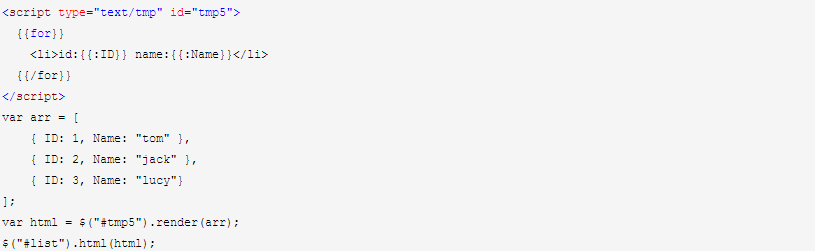 <script type="text/tmp" id="tmp5">
  {{for}}
    <li>id:{{:ID}} name:{{:Name}}</li>
  {{/for}}
</script>
var arr = [
    { ID: 1, Name: "tom" },
    { ID: 2, Name: "jack" },
    { ID: 3, Name: "lucy"}
];
var html = $("#tmp5").render(arr);
$("#list").html(html);